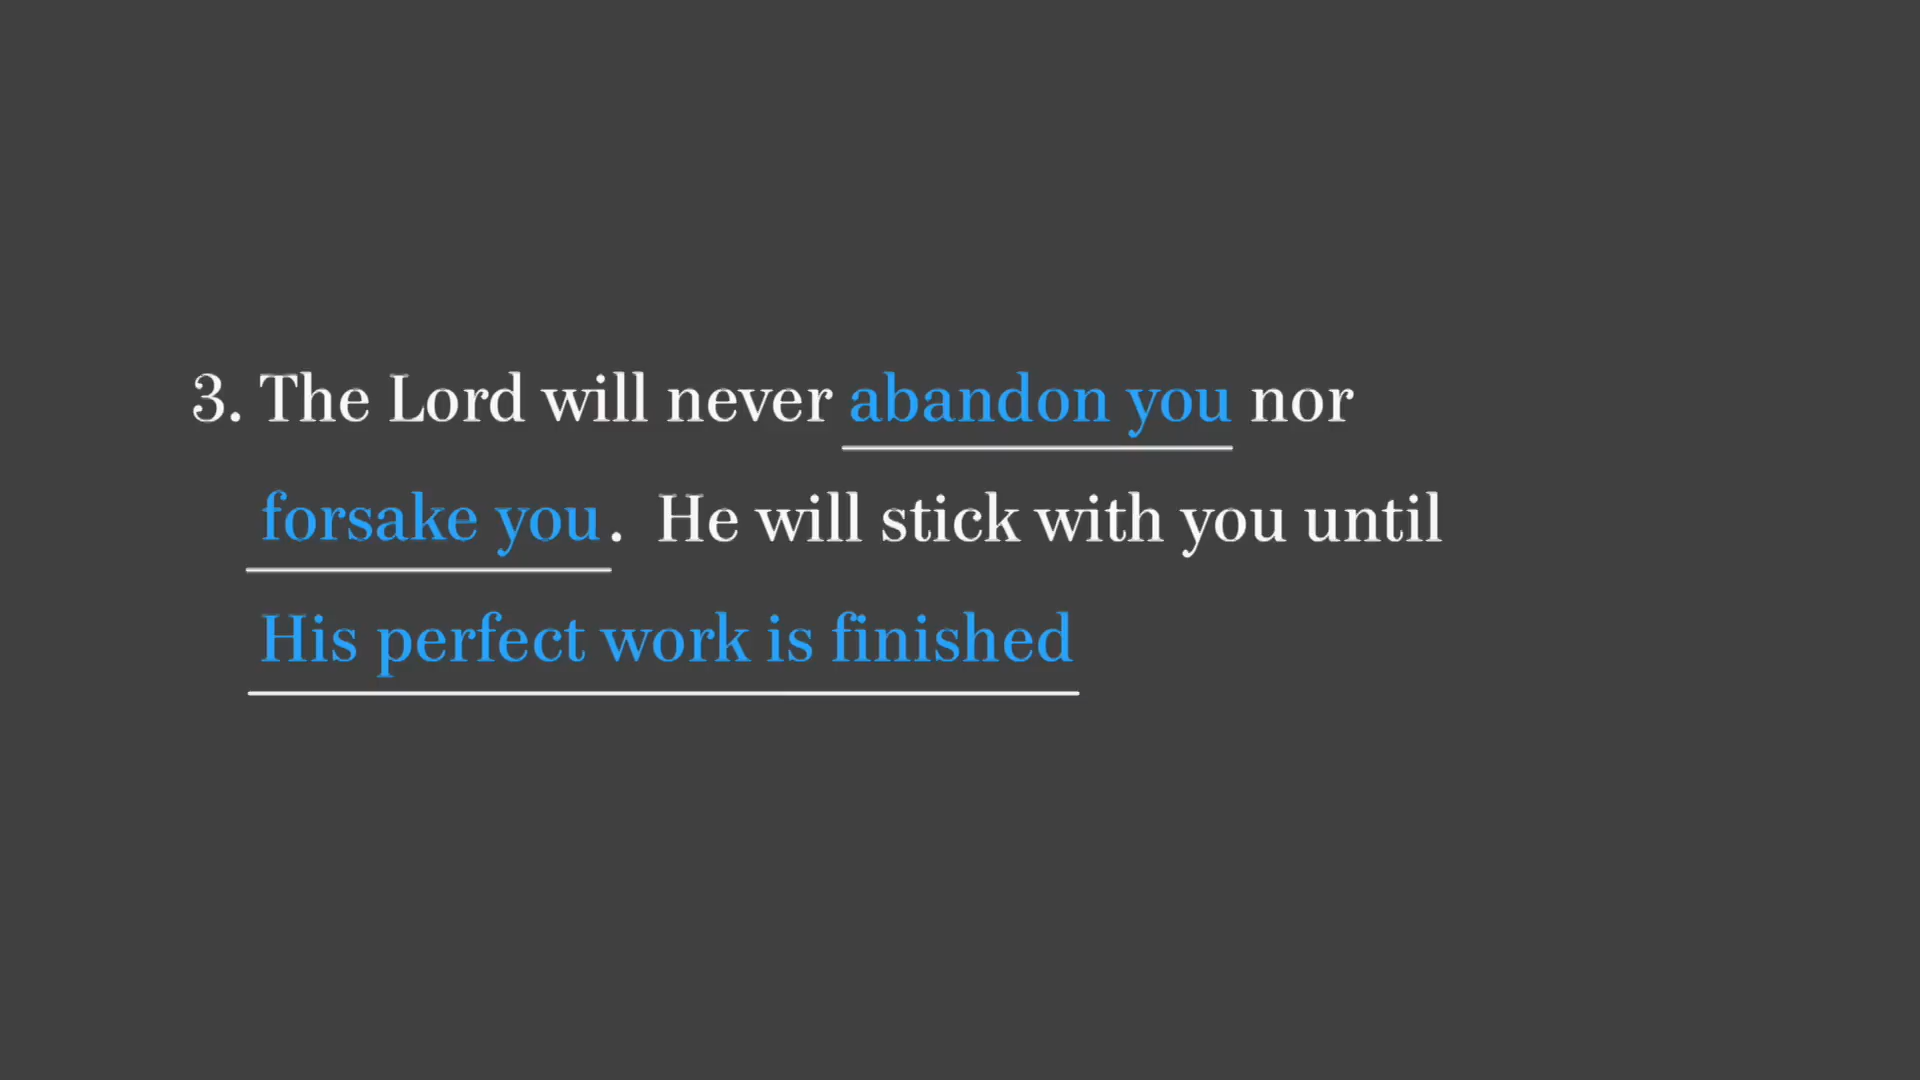 3. The Lord will never abandon you nor
forsake you. He will stick with you until
His perfect work is finished